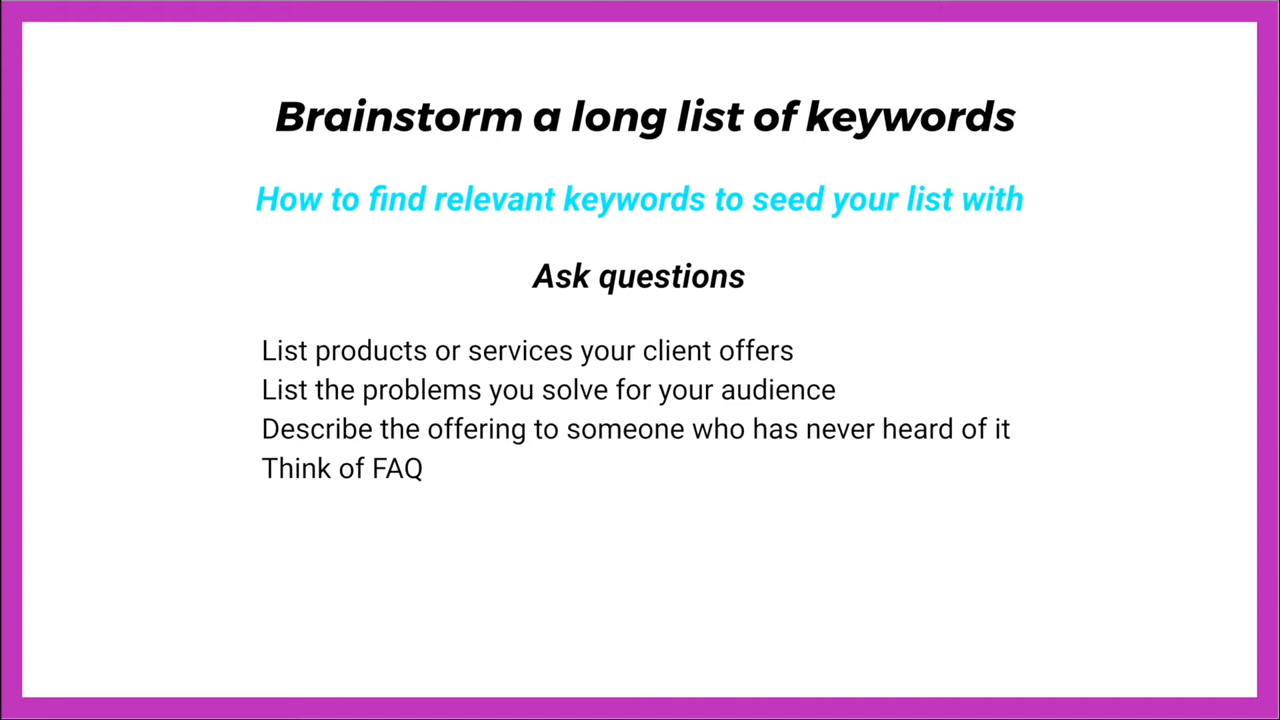 Brainstorm a long list of keywords
How to find relevant keywords to seed your list with
Ask questions
List products or services your client offers
List the problems you solve for your audience
Describe the offering to someone who has never heard of it
Think of FAQ